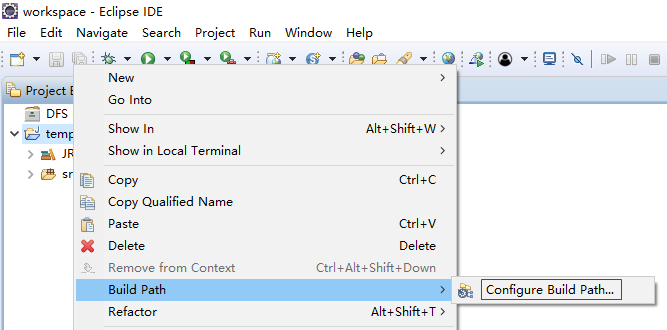 workspace - Eclipse IDE
File Edit Navigate Search Project Run Window Help
Project
New
Go Into
DFS
Show In Alt+Shift+W
temp
Show in Local Terminal
Copy Ctrl+C
Copy Qualified Name
Paste Ctrl+V
Delete Delete
Remove from Context Ctrl+Alt+Shift+Down
Build Path
Configure Build Path...
Refactor Alt+Shift+T